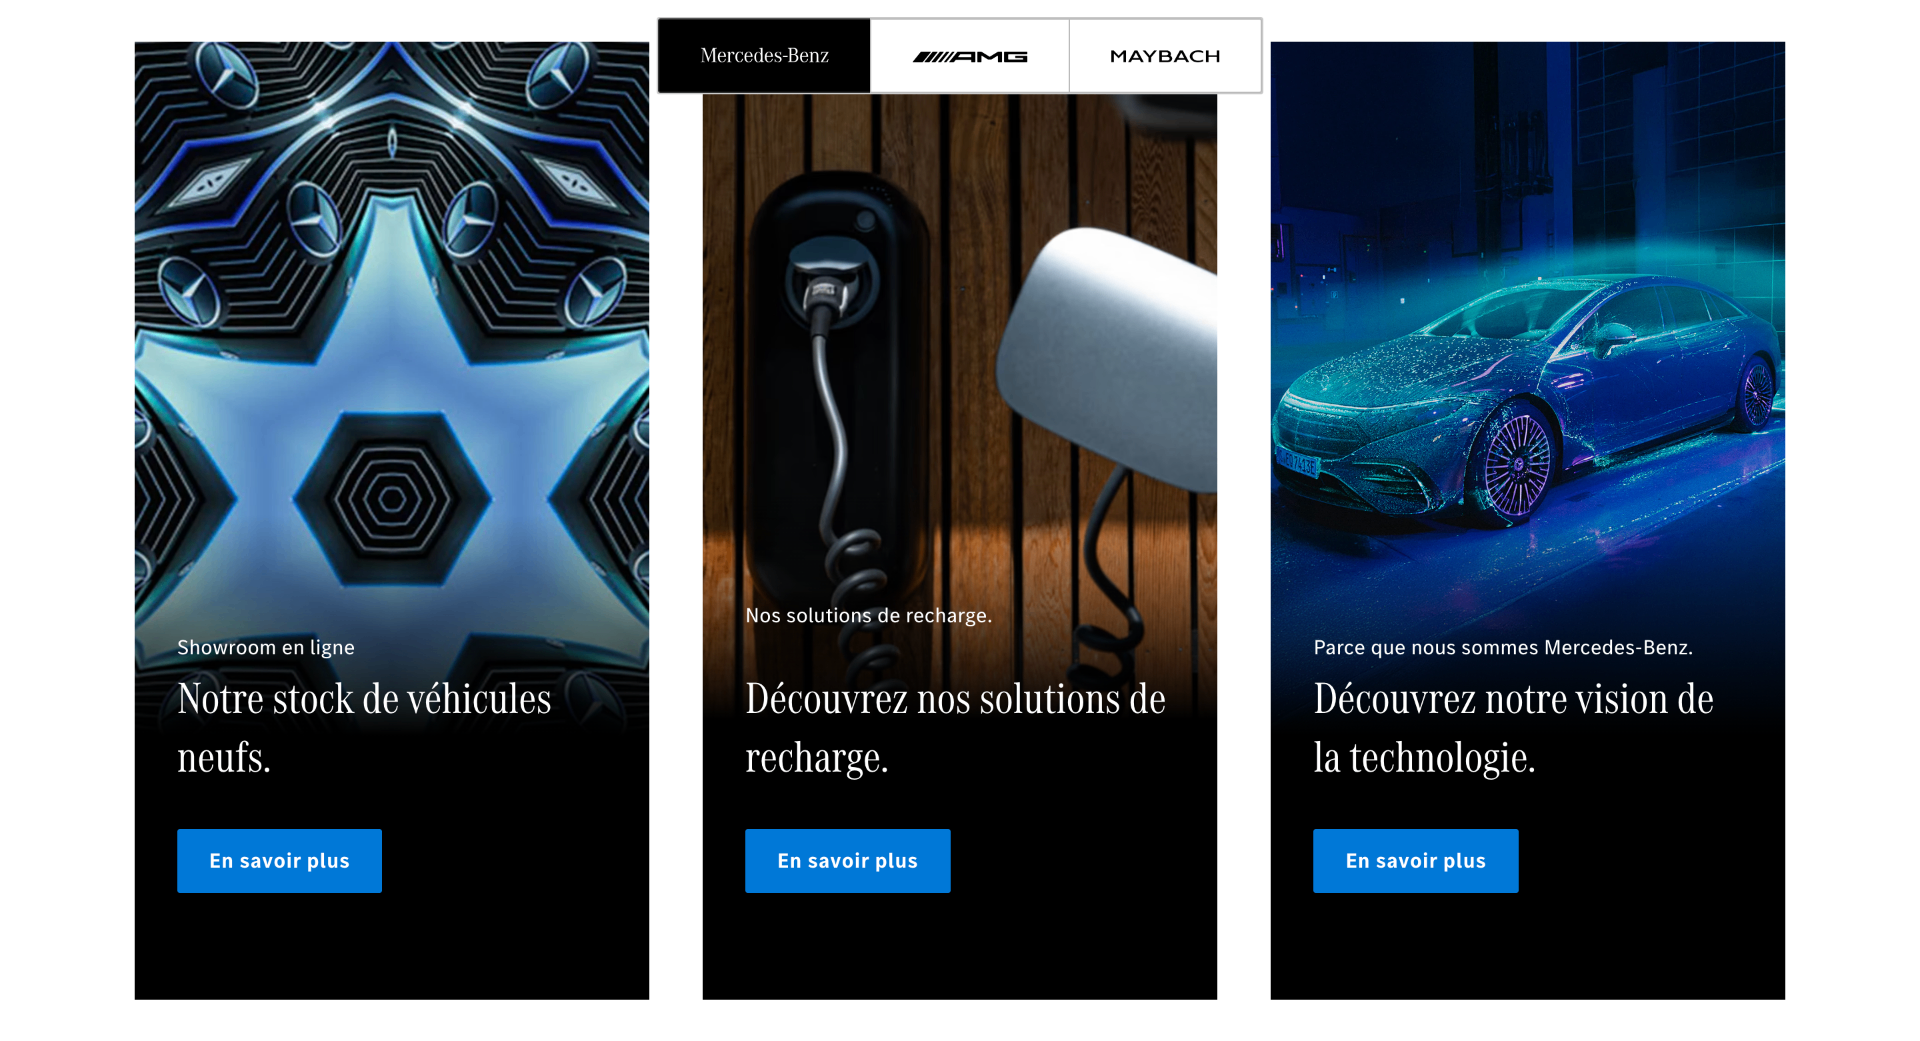 Mercedes-Benz
AMG
MAYBACH
Showroom en ligne
Notre stock de véhicules
neufs.
En savoir plus
Nos solutions de recharge.
Découvrez nos solutions de
recharge.
En savoir plus
Parce que nous sommes Mercedes-Benz.
Découvrez notre vision de
la technologie.
En savoir plus